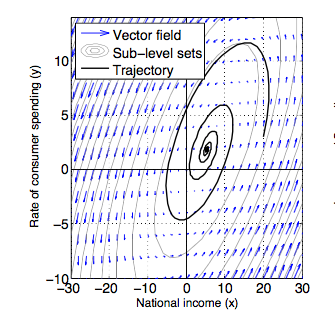 Vector field
Sub-level sets
Trajectory
Rate of consumer spending (y)
10
5
0
−5
−10
−30
−20
−10
0
10
20
30
National income (x)